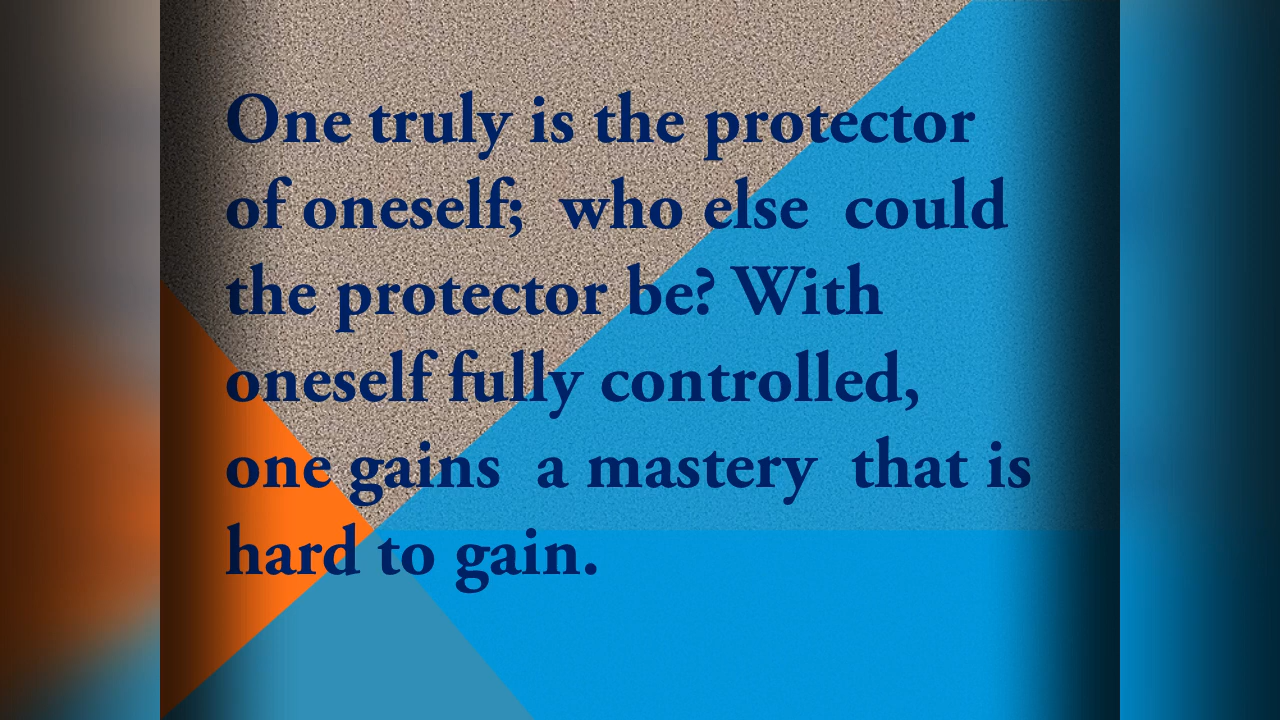 One truly is the protector
of oneself; who else could
the protector be? With
oneself fully controlled,
one gains a mastery that is
hard to gain.